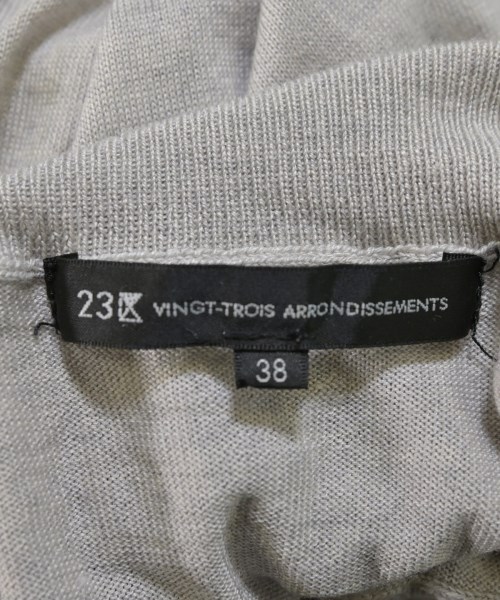 23区 VINGT-TROIS ARRONDISSEMENTS
38